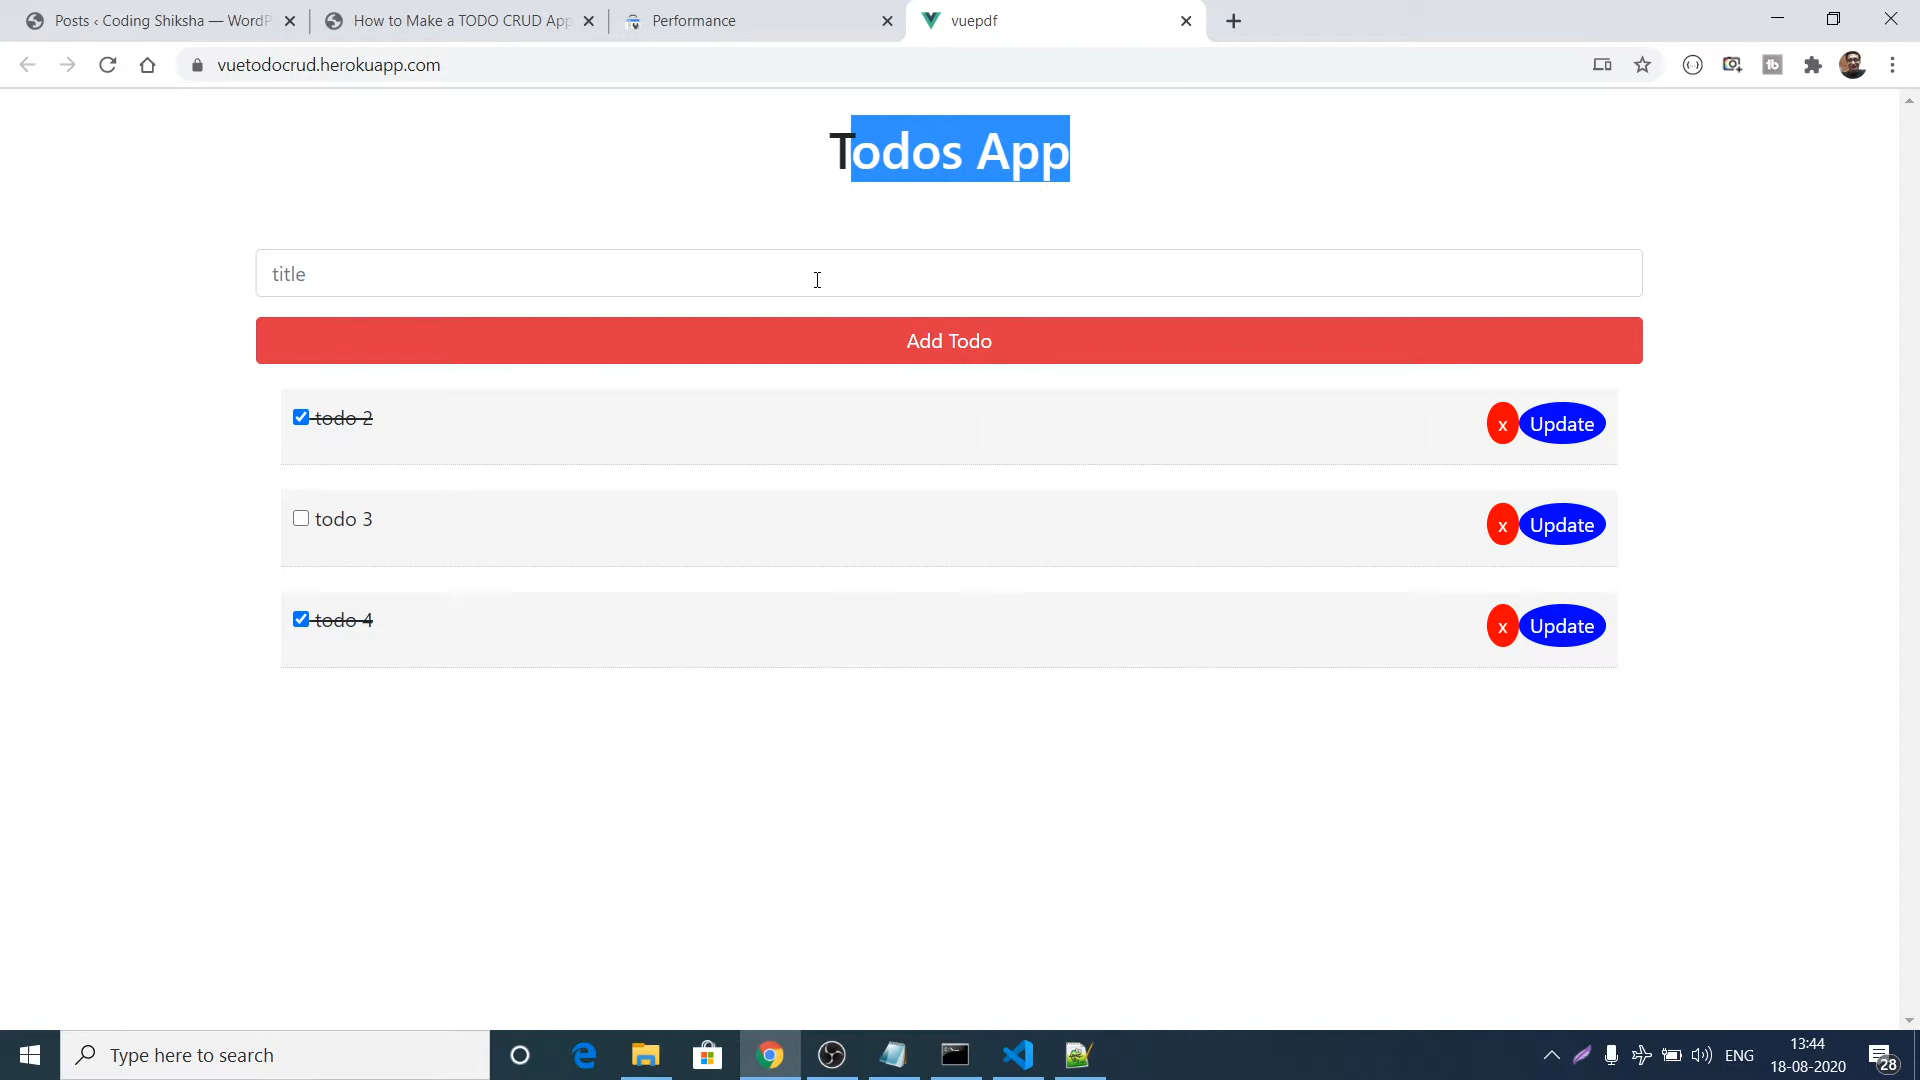 Posts ‹ Coding Shiksha — WordP
How to Make a TODO CRUD App
Performance
vuepdf
vuetodocrud.herokuapp.com
Todos App
title
Add Todo
todo 2
x
Update
todo 3
x
Update
todo 4
x
Update
Type here to search
ENG
13:44
18-08-2020
28